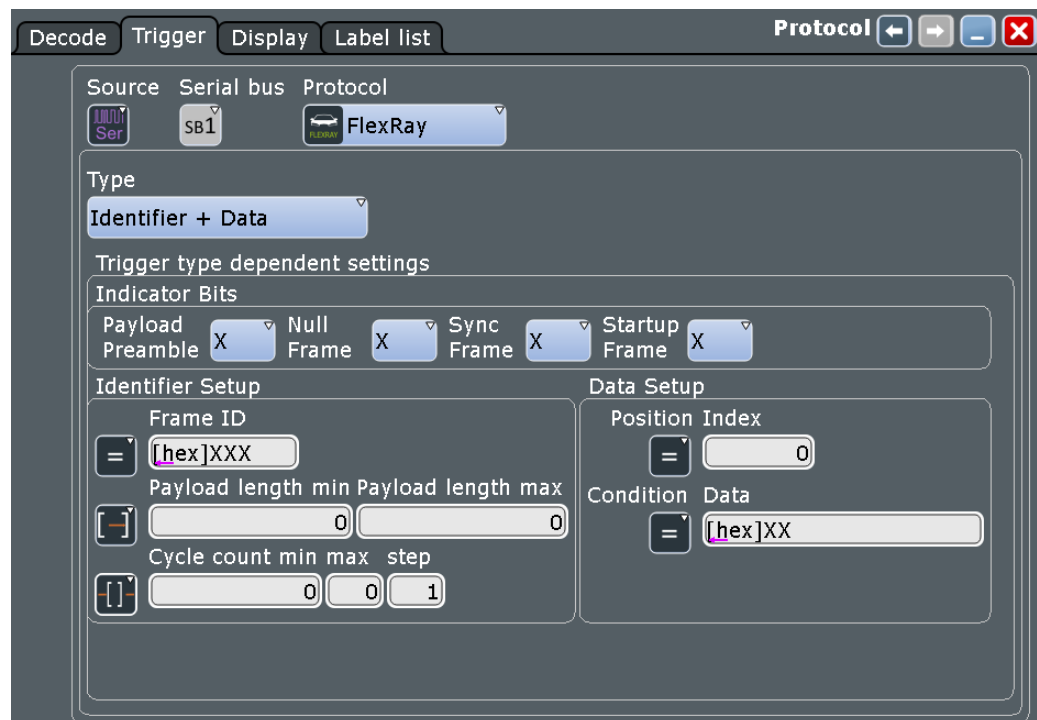 Decode Trigger Display Label list Protocol
Source Serial bus Protocol
Ser SB1 FLEXRAY FlexRay
Type
Identifier + Data
Trigger type dependent settings
Indicator Bits
Payload Preamble X Null Frame X Sync Frame X Startup Frame X
Identifier Setup
Frame ID
= [hex]XXX
Payload length min Payload length max
0 0
Cycle count min max step
0 0 1
Data Setup
Position Index
= 0
Condition Data
= [hex]XX